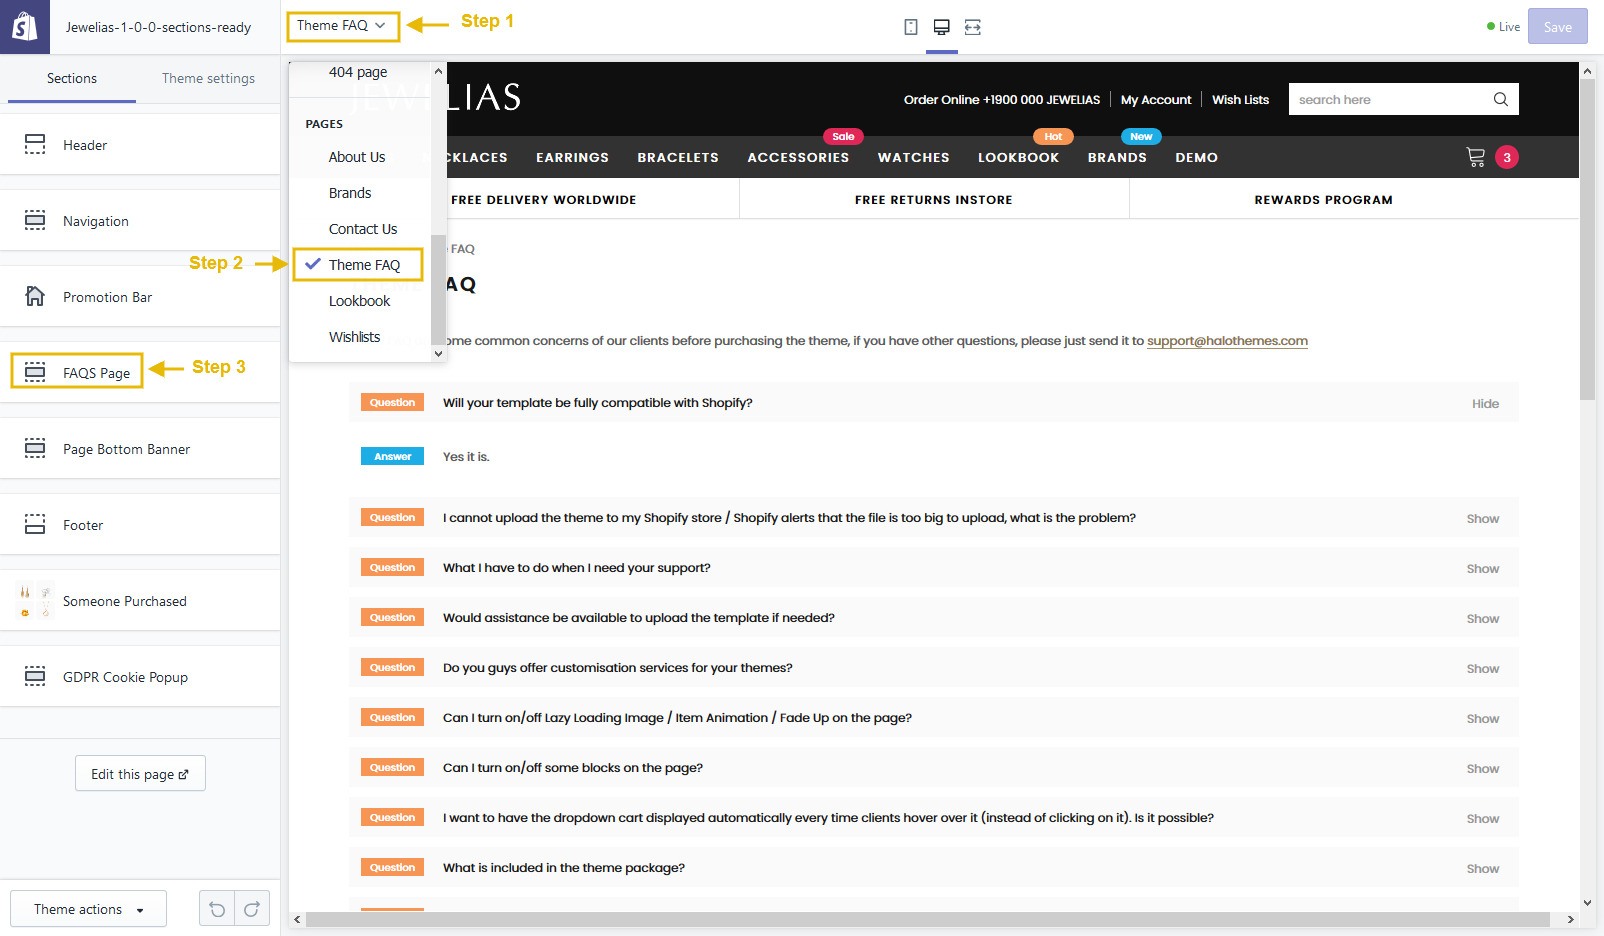 Jewelias-1-0-0-sections-ready
Theme FAQ
Step 1
Live
Save
Sections
Theme settings
Header
Navigation
Promotion Bar
FAQS Page
Step 3
Page Bottom Banner
Footer
Someone Purchased
GDPR Cookie Popup
Edit this page
Theme actions
404 page
PAGES
About Us
Brands
Contact Us
Step 2
Theme FAQ
Lookbook
Wishlists
JEWELIAS
Order Online +1900 000 JEWELIAS
My Account
Wish Lists
search here
Sale
Hot
New
CKLACES
EARRINGS
BRACELETS
ACCESSORIES
WATCHES
LOOKBOOK
BRANDS
DEMO
3
FREE DELIVERY WORLDWIDE
FREE RETURNS INSTORE
REWARDS PROGRAM
FAQ
AQ
ome common concerns of our clients before purchasing the theme, if you have other questions, please just send it to support@halothemes.com
Question Will your template be fully compatible with Shopify? Hide
Answer Yes it is.
Question I cannot upload the theme to my Shopify store / Shopify alerts that the file is too big to upload, what is the problem? Show
Question What I have to do when I need your support? Show
Question Would assistance be available to upload the template if needed? Show
Question Do you guys offer customisation services for your themes? Show
Question Can I turn on/off Lazy Loading Image / Item Animation / Fade Up on the page? Show
Question Can I turn on/off some blocks on the page? Show
Question I want to have the dropdown cart displayed automatically every time clients hover over it (instead of clicking on it). Is it possible? Show
Question What is included in the theme package? Show